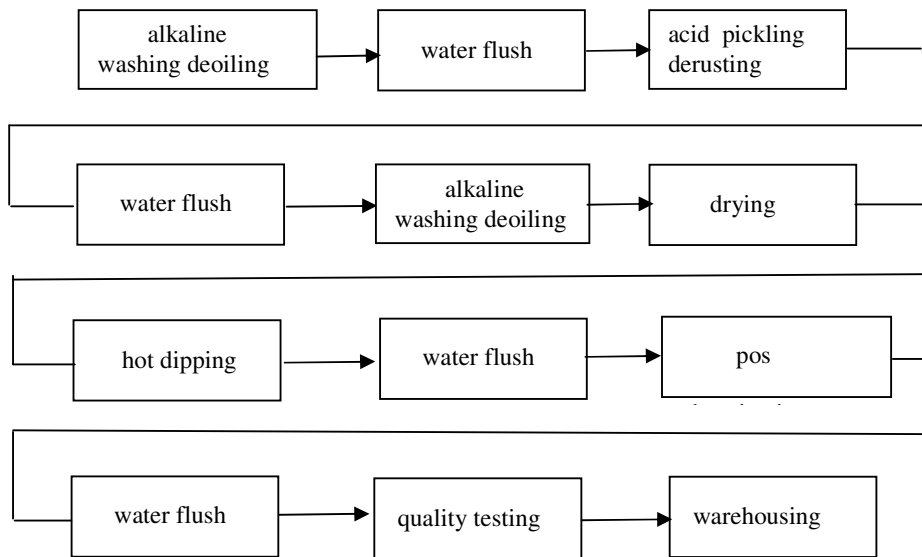 alkaline
washing deoiling
water flush
acid pickling
derusting
water flush
alkaline
washing deoiling
drying
hot dipping
water flush
pos
water flush
quality testing
warehousing